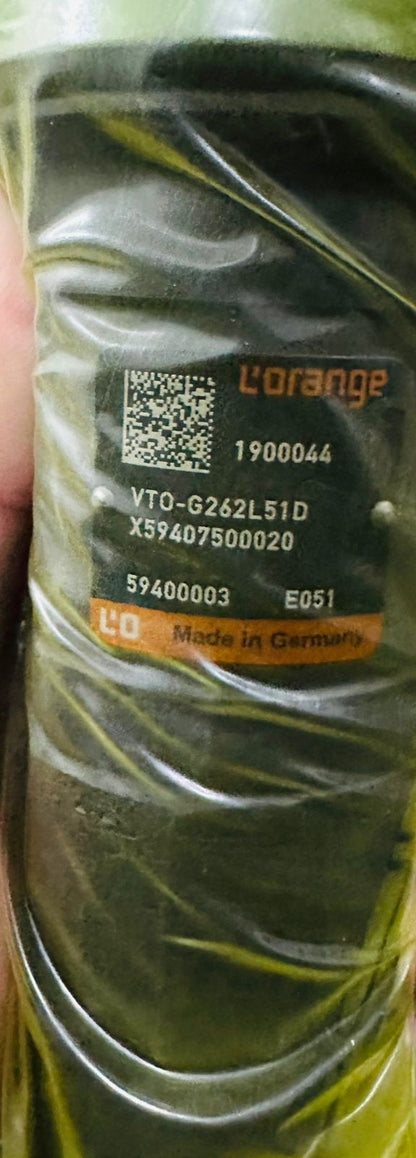 L'orange
1900044
VTO-G262L51D
X59407500020
59400003 E051
L'O Made in Germany